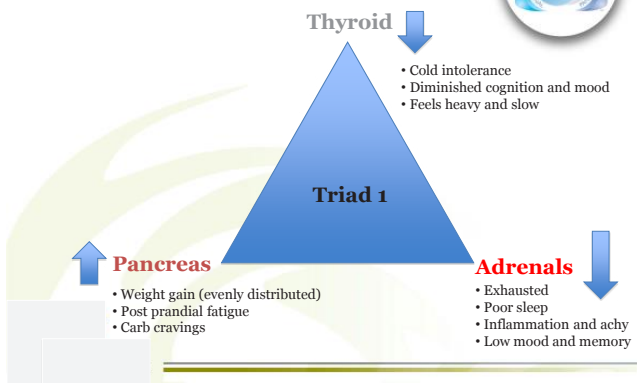 Thyroid
• Cold intolerance
• Diminished cognition and mood
• Feels heavy and slow
Triad 1
Pancreas
• Weight gain (evenly distributed)
• Post prandial fatigue
• Carb cravings
Adrenals
• Exhausted
• Poor sleep
• Inflammation and achy
• Low mood and memory